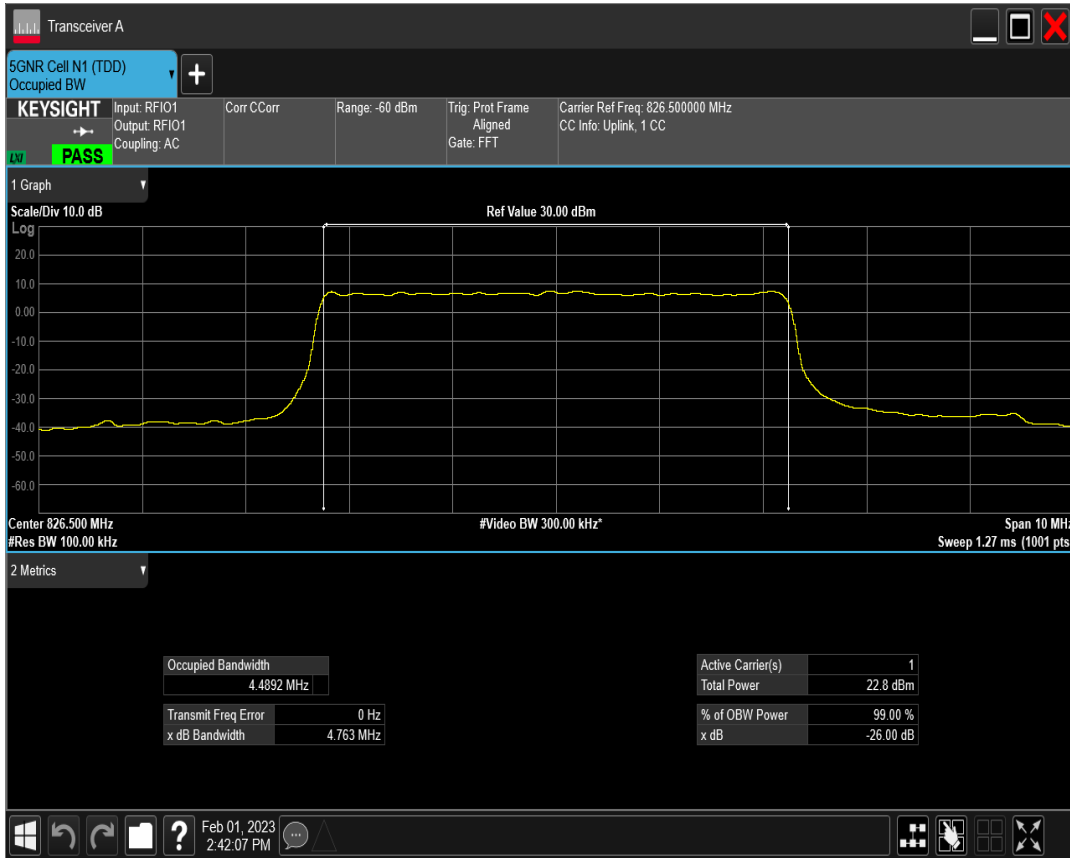 Transceiver A
5GNR Cell N1 (TDD)
Occupied BW
KEYSIGHT
LXI
PASS
Input: RFIO1
Output: RFIO1
Coupling: AC
Corr CCorr
Range: -60 dBm
Trig: Prot Frame
Aligned
Gate: FFT
Carrier Ref Freq: 826.500000 MHz
CC Info: Uplink, 1 CC
1 Graph
Scale/Div 10.0 dB
Ref Value 30.00 dBm
Log
20.0
10.0
0.00
-10.0
-20.0
-30.0
-40.0
-50.0
-60.0
Center 826.500 MHz
#Video BW 300.00 kHz*
Span 10 MHz
#Res BW 100.00 kHz
Sweep 1.27 ms (1001 pts
2 Metrics
Occupied Bandwidth
4.4892 MHz
Transmit Freq Error 0 Hz
x dB Bandwidth 4.763 MHz
Active Carrier(s) 1
Total Power 22.8 dBm
% of OBW Power 99.00 %
x dB -26.00 dB
Feb 01, 2023
2:42:07 PM